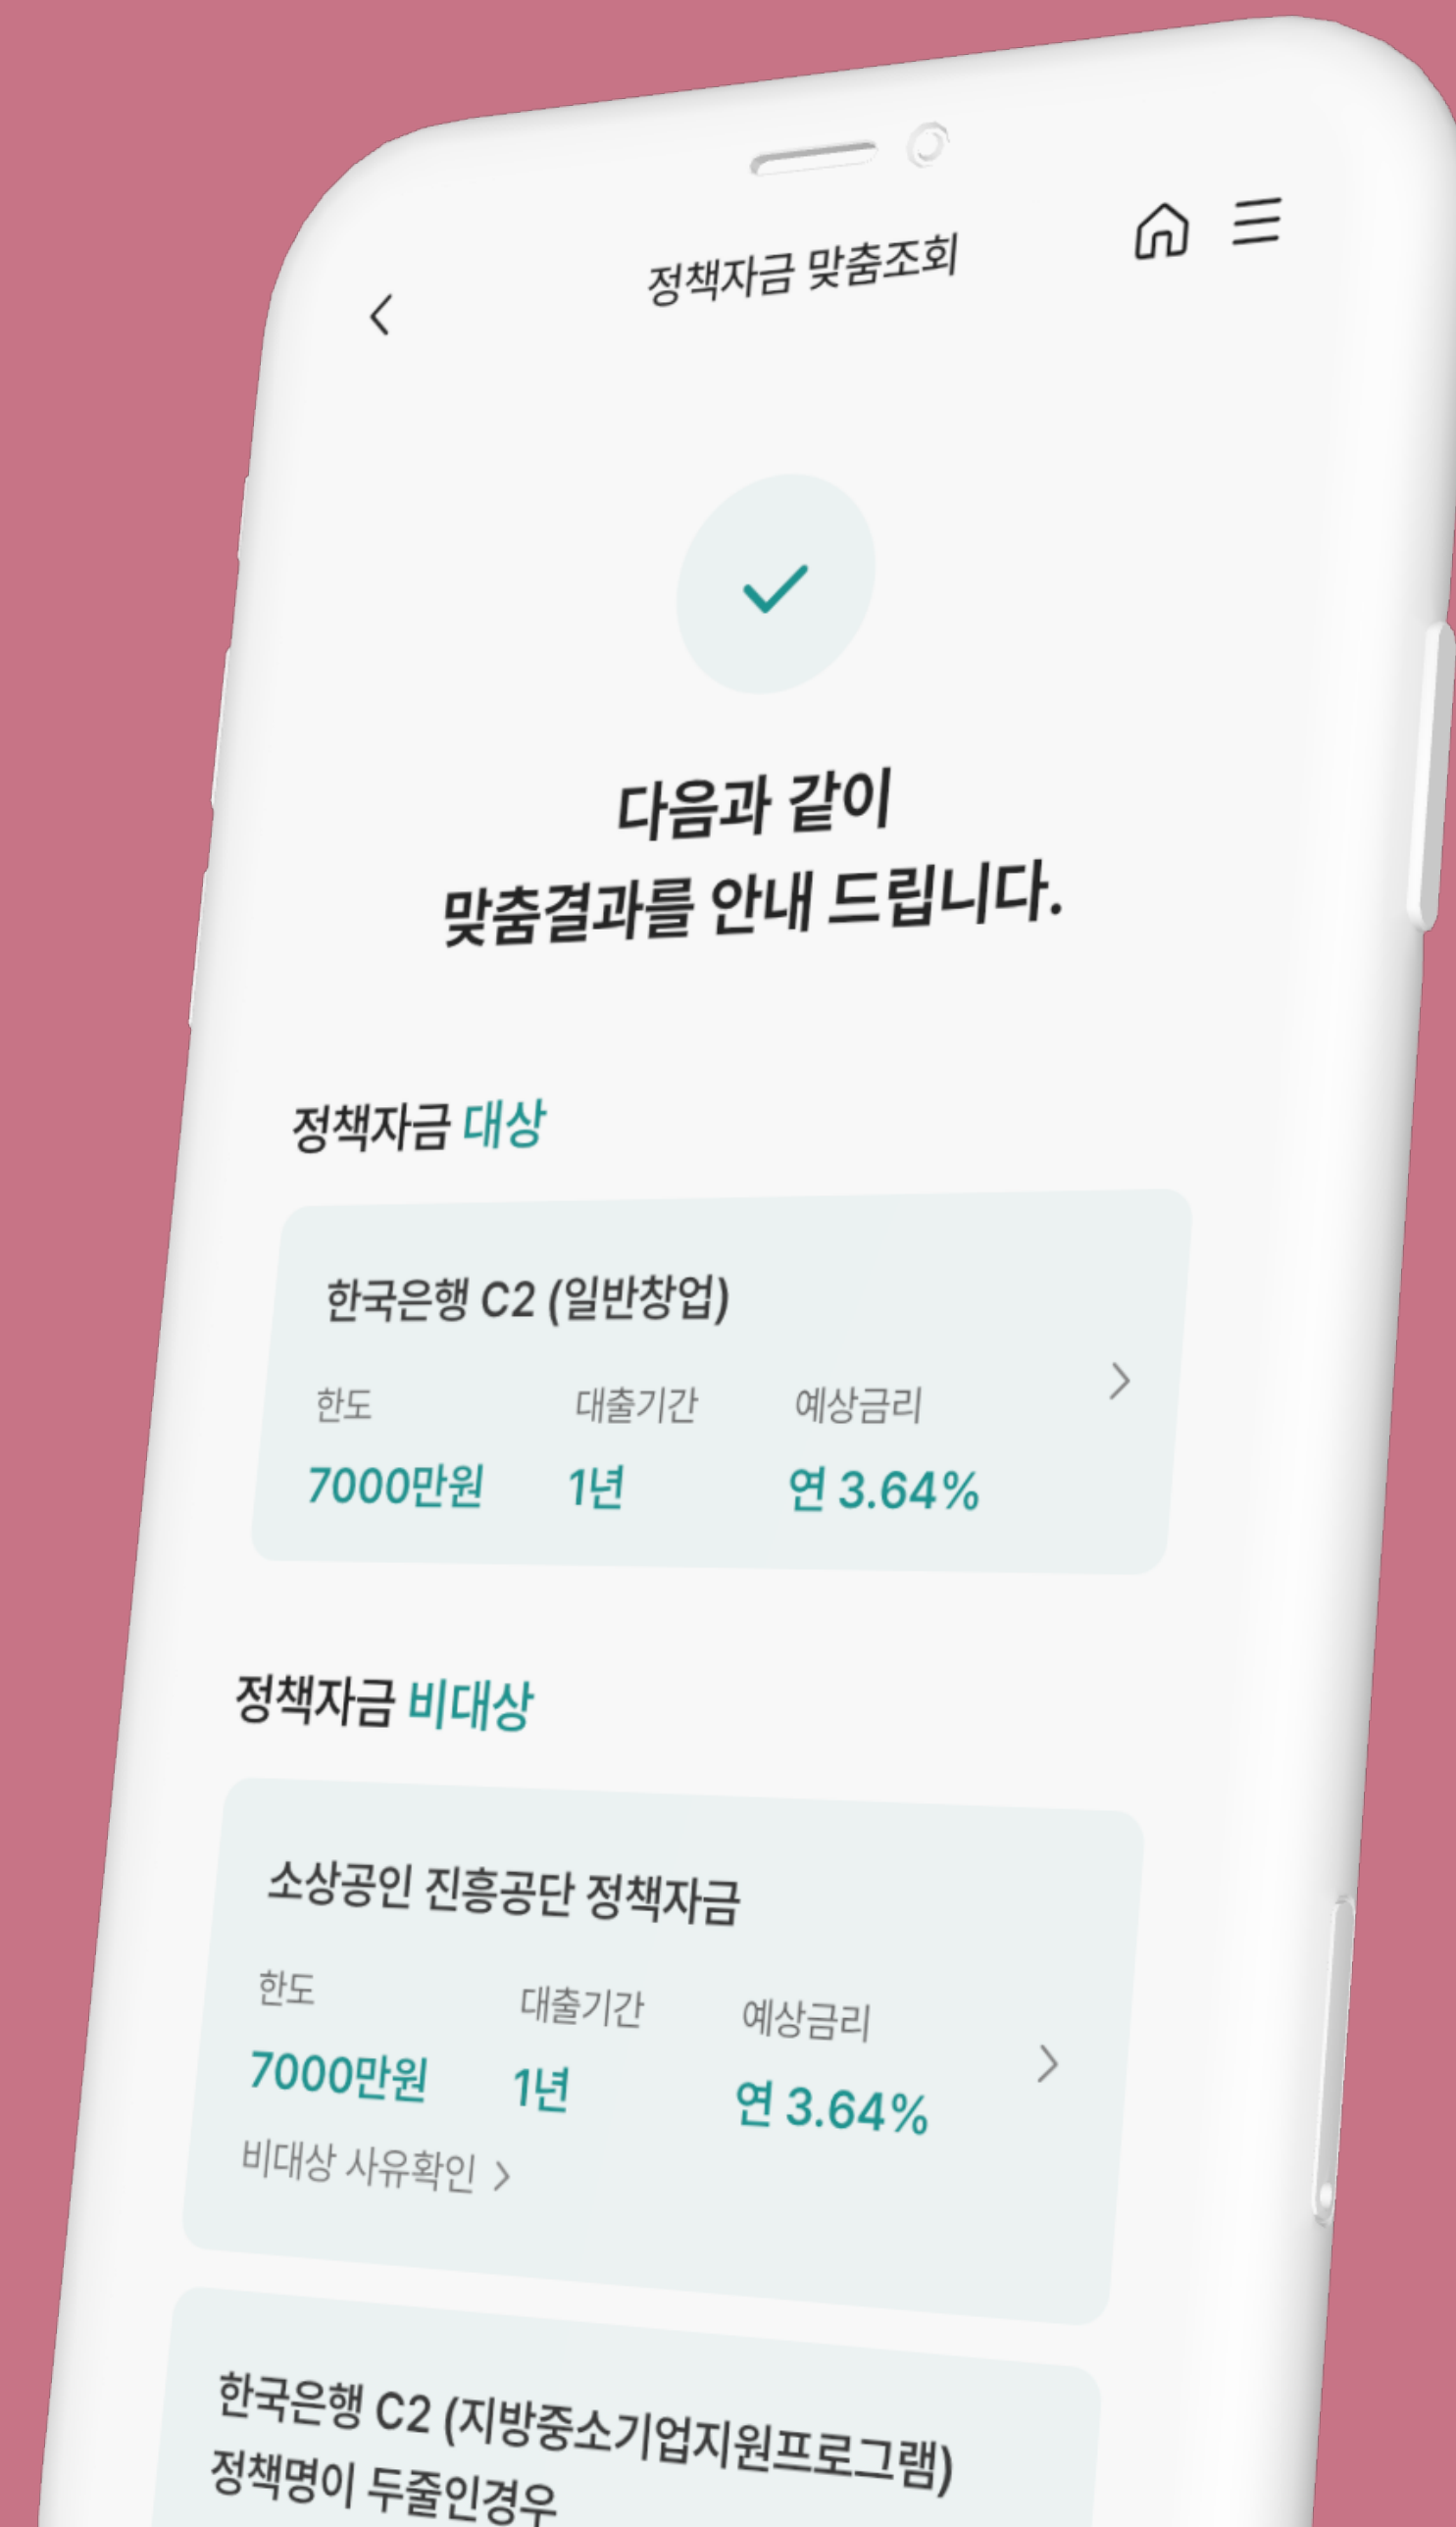 정책자금 맞춤조회
다음과 같이
맞춤결과를 안내 드립니다.
정책자금 대상
한국은행 C2 (일반창업)
한도 대출기간 예상금리
7000만원 1년 연 3.64%
정책자금 비대상
소상공인 진흥공단 정책자금
한도 대출기간 예상금리
7000만원 1년 연 3.64%
비대상 사유확인
한국은행 C2 (지방중소기업지원프로그램)
정책명이 두줄인경우